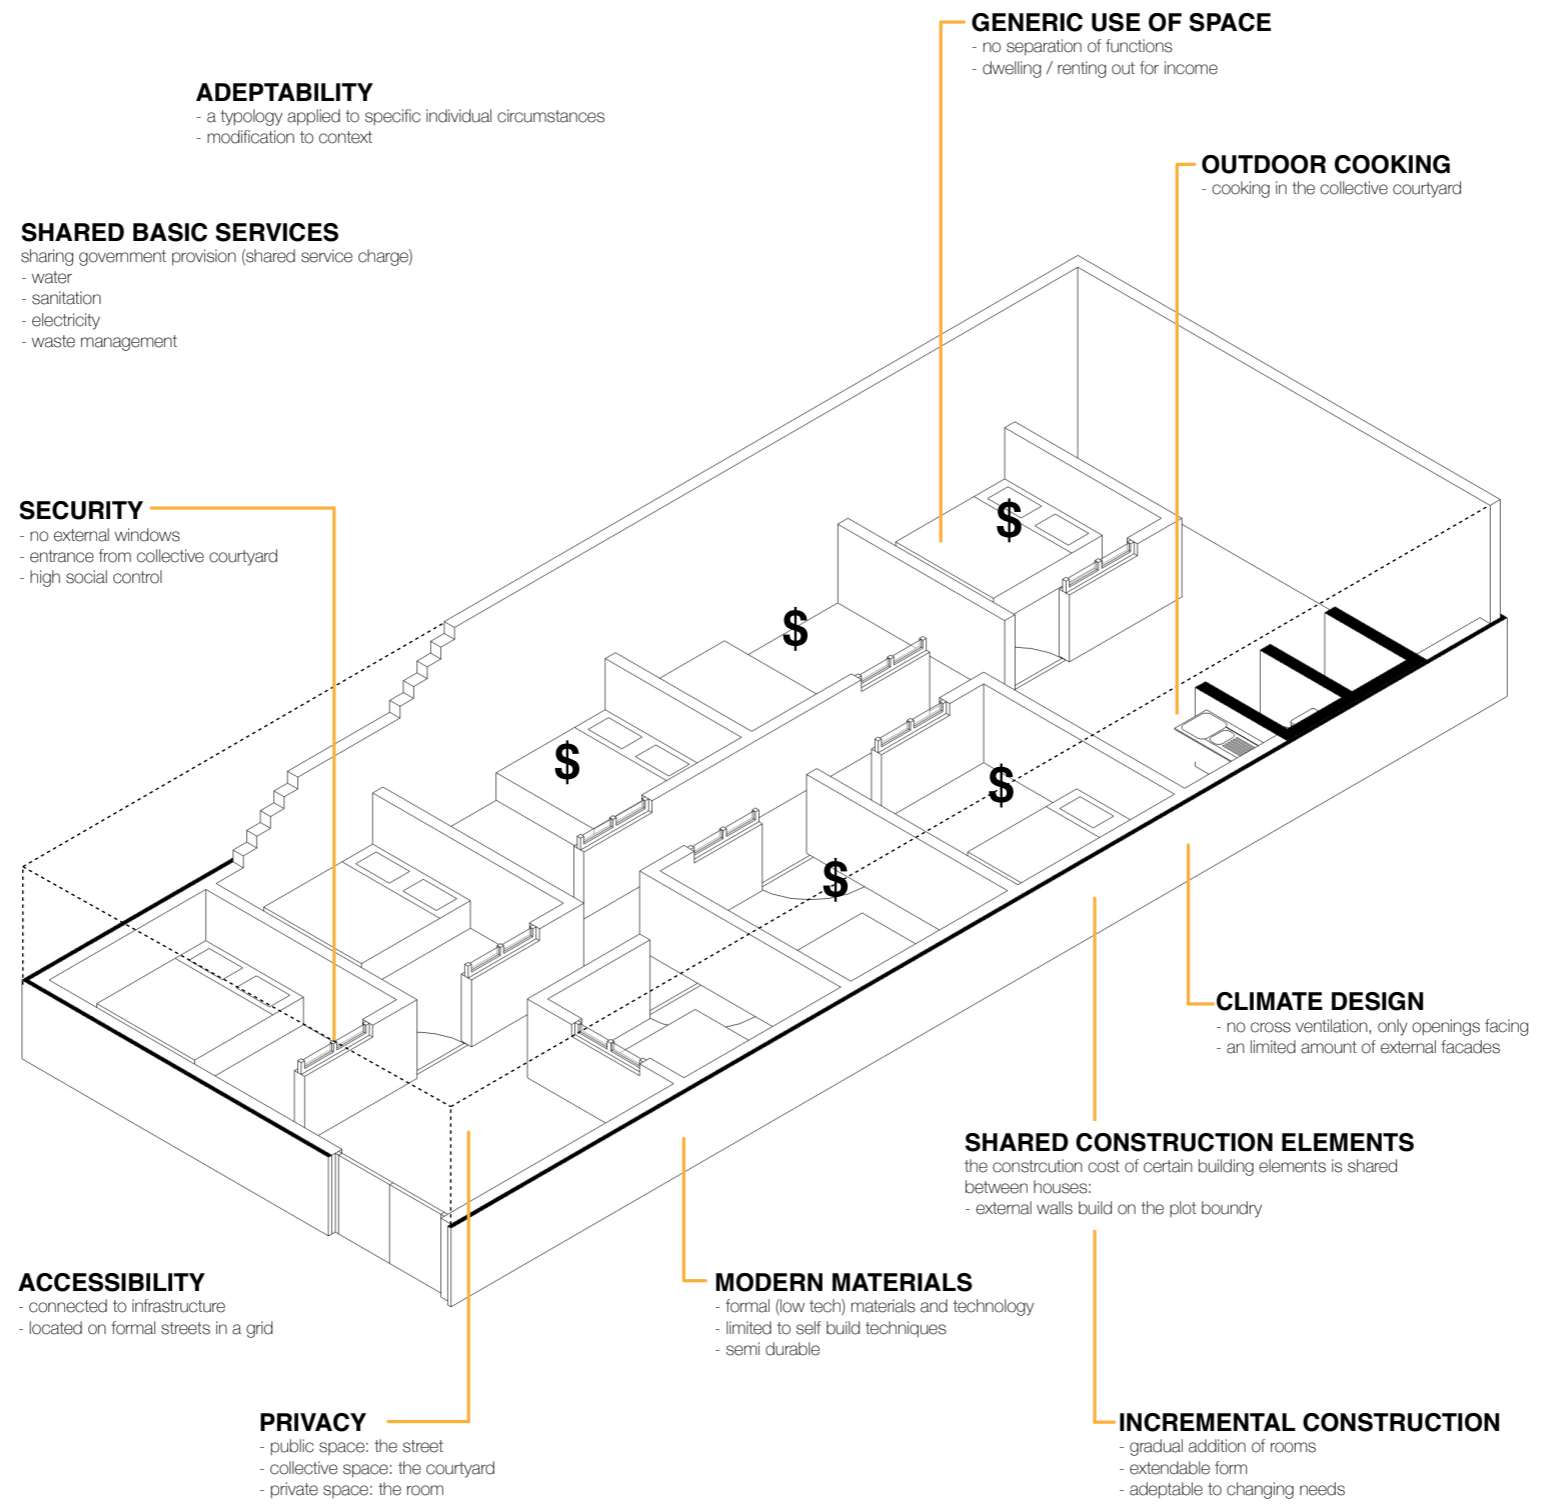 GENERIC USE OF SPACE
- no separation of functions
- dwelling / renting out for income
ADEPTABILITY
- a typology applied to specific individual circumstances
- modification to context
OUTDOOR COOKING
- cooking in the collective courtyard
SHARED BASIC SERVICES
sharing government provision (shared service charge)
- water
- sanitation
- electricity
- waste management
SECURITY
- no external windows
- entrance from collective courtyard
- high social control
$
$
$
$
$
CLIMATE DESIGN
- no cross ventilation, only openings facing
- an limited amount of external facades
SHARED CONSTRUCTION ELEMENTS
the constrcution cost of certain building elements is shared
between houses:
- external walls build on the plot boundry
ACCESSIBILITY
- connected to infrastructure
- located on formal streets in a grid
MODERN MATERIALS
- formal (low tech) materials and technology
- limited to self build techniques
- semi durable
PRIVACY
- public space: the street
- collective space: the courtyard
- private space: the room
INCREMENTAL CONSTRUCTION
- gradual addition of rooms
- extendable form
- adeptable to changing needs